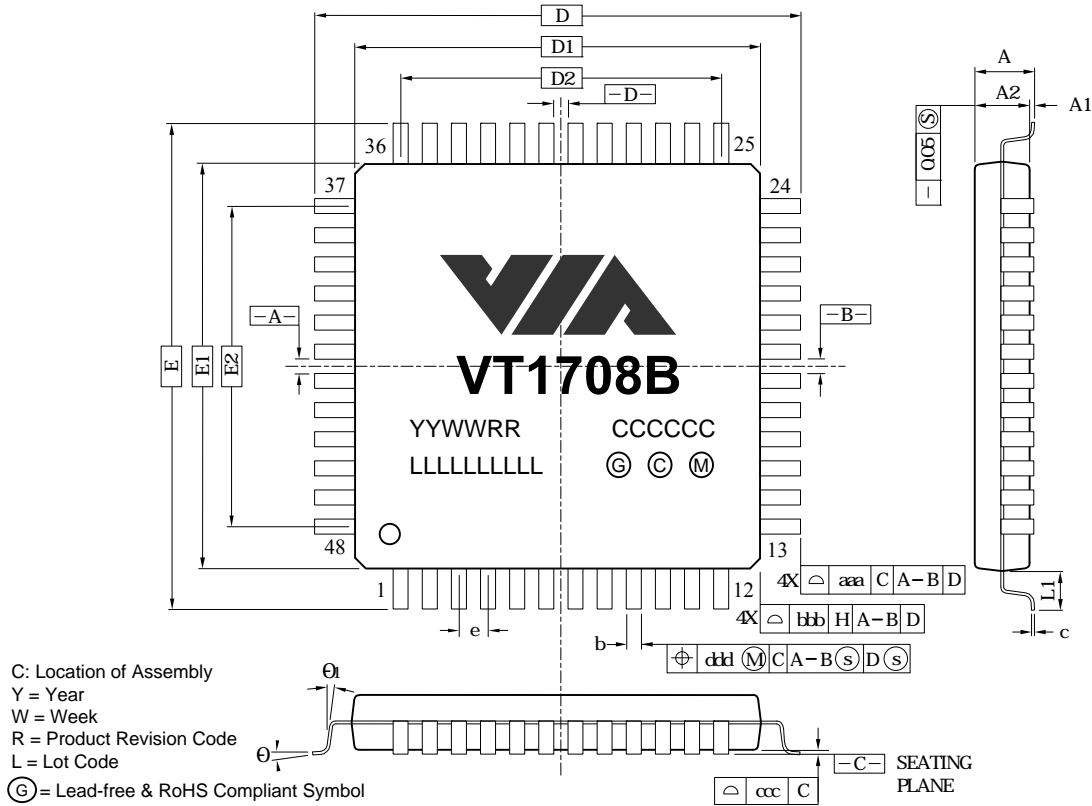 D
D1
D2
−D−
36
25
37
24
A
A2
A1
− 0.05 Ⓢ
VIA
VT1708B
−A−
−B−
E
E1
E2
YYWWRR CCCCCC
LLLLLLLLLL Ⓖ Ⓒ Ⓜ
48
13
1
12
4X ⌓ aaa C A−B D
4X ⌓ bbb H A−B D
e
b
⌖ ddd Ⓜ C A−B ⓢ D ⓢ
L1
c
C: Location of Assembly
Y = Year
W = Week
R = Product Revision Code
L = Lot Code
Ⓖ = Lead-free & RoHS Compliant Symbol
Θ1
Θ
−C− SEATING
PLANE
⌓ ccc C